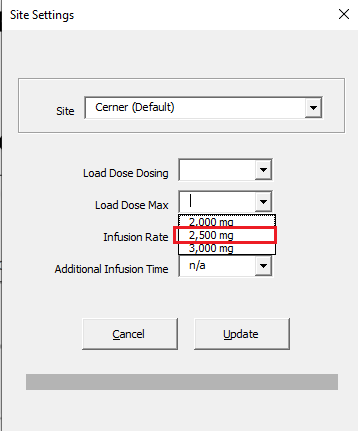 Site Settings
Site Cerner (Default)
Load Dose Dosing
Load Dose Max
2,000 mg
Infusion Rate 2,500 mg
3,000 mg
Additional Infusion Time n/a
Cancel Update